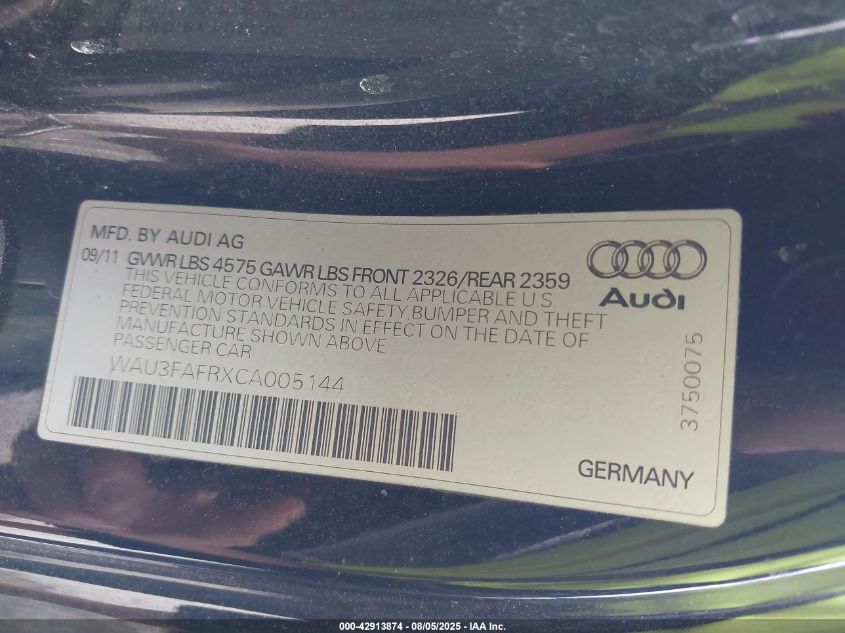 MFD. BY AUDI AG
09/11 GVWR LBS 4575 GAWR LBS FRONT 2326/REAR 2359
THIS VEHICLE CONFORMS TO ALL APPLICABLE U.S.
FEDERAL MOTOR VEHICLE SAFETY,BUMPER AND THEFT
PREVENTION STANDARDS IN EFFECT ON THE DATE OF
MANUFACTURE SHOWN ABOVE
PASSENGER CAR
WAU3FAFRXCA005144
Audi
3750075
GERMANY
000-42913874 - 08/05/2025 - IAA Inc.